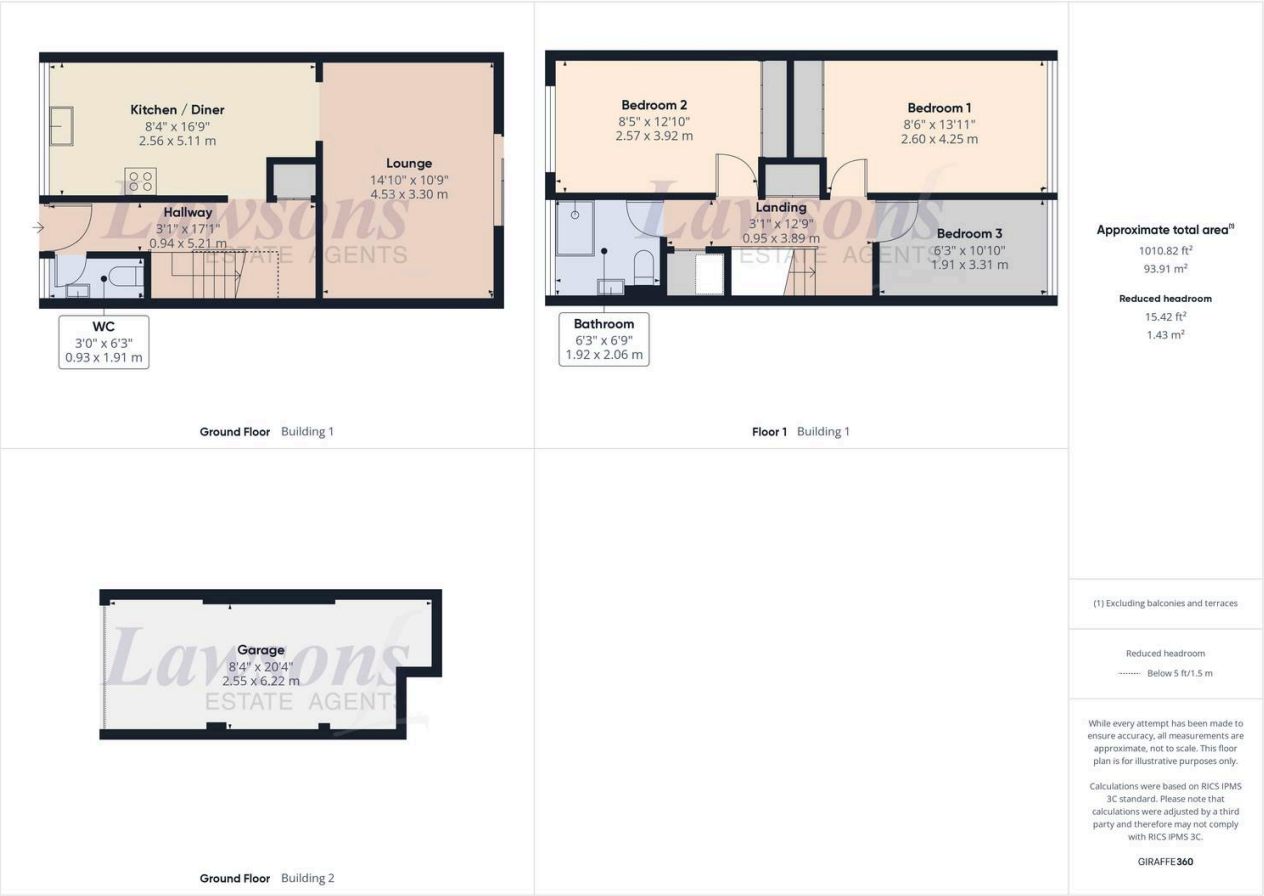 Kitchen / Diner
8'4" x 16'9"
2.56 x 5.11 m
Lounge
14'10" x 10'9"
4.53 x 3.30 m
Hallway
3'1" x 17'1"
0.94 x 5.21 m
Lawsons
ESTATE AGENTS
WC
3'0" x 6'3"
0.93 x 1.91 m
Ground Floor Building 1
Bedroom 2
8'5" x 12'10"
2.57 x 3.92 m
Bedroom 1
8'6" x 13'11"
2.60 x 4.25 m
Landing
3'1" x 12'9"
0.95 x 3.89 m
Bedroom 3
6'3" x 10'10"
1.91 x 3.31 m
Lawsons
ESTATE AGENTS
Bathroom
6'3" x 6'9"
1.92 x 2.06 m
Floor 1 Building 1
Garage
8'4" x 20'4"
2.55 x 6.22 m
Lawsons
ESTATE AGENTS
Ground Floor Building 2
Approximate total area(1)
1010.82 ft²
93.91 m²
Reduced headroom
15.42 ft²
1.43 m²
(1) Excluding balconies and terraces
Reduced headroom
Below 5 ft/1.5 m
While every attempt has been made to
ensure accuracy, all measurements are
approximate, not to scale. This floor
plan is for illustrative purposes only.
Calculations were based on RICS IPMS
3C standard. Please note that
calculations were adjusted by a third
party and therefore may not comply
with RICS IPMS 3C.
GIRAFFE360